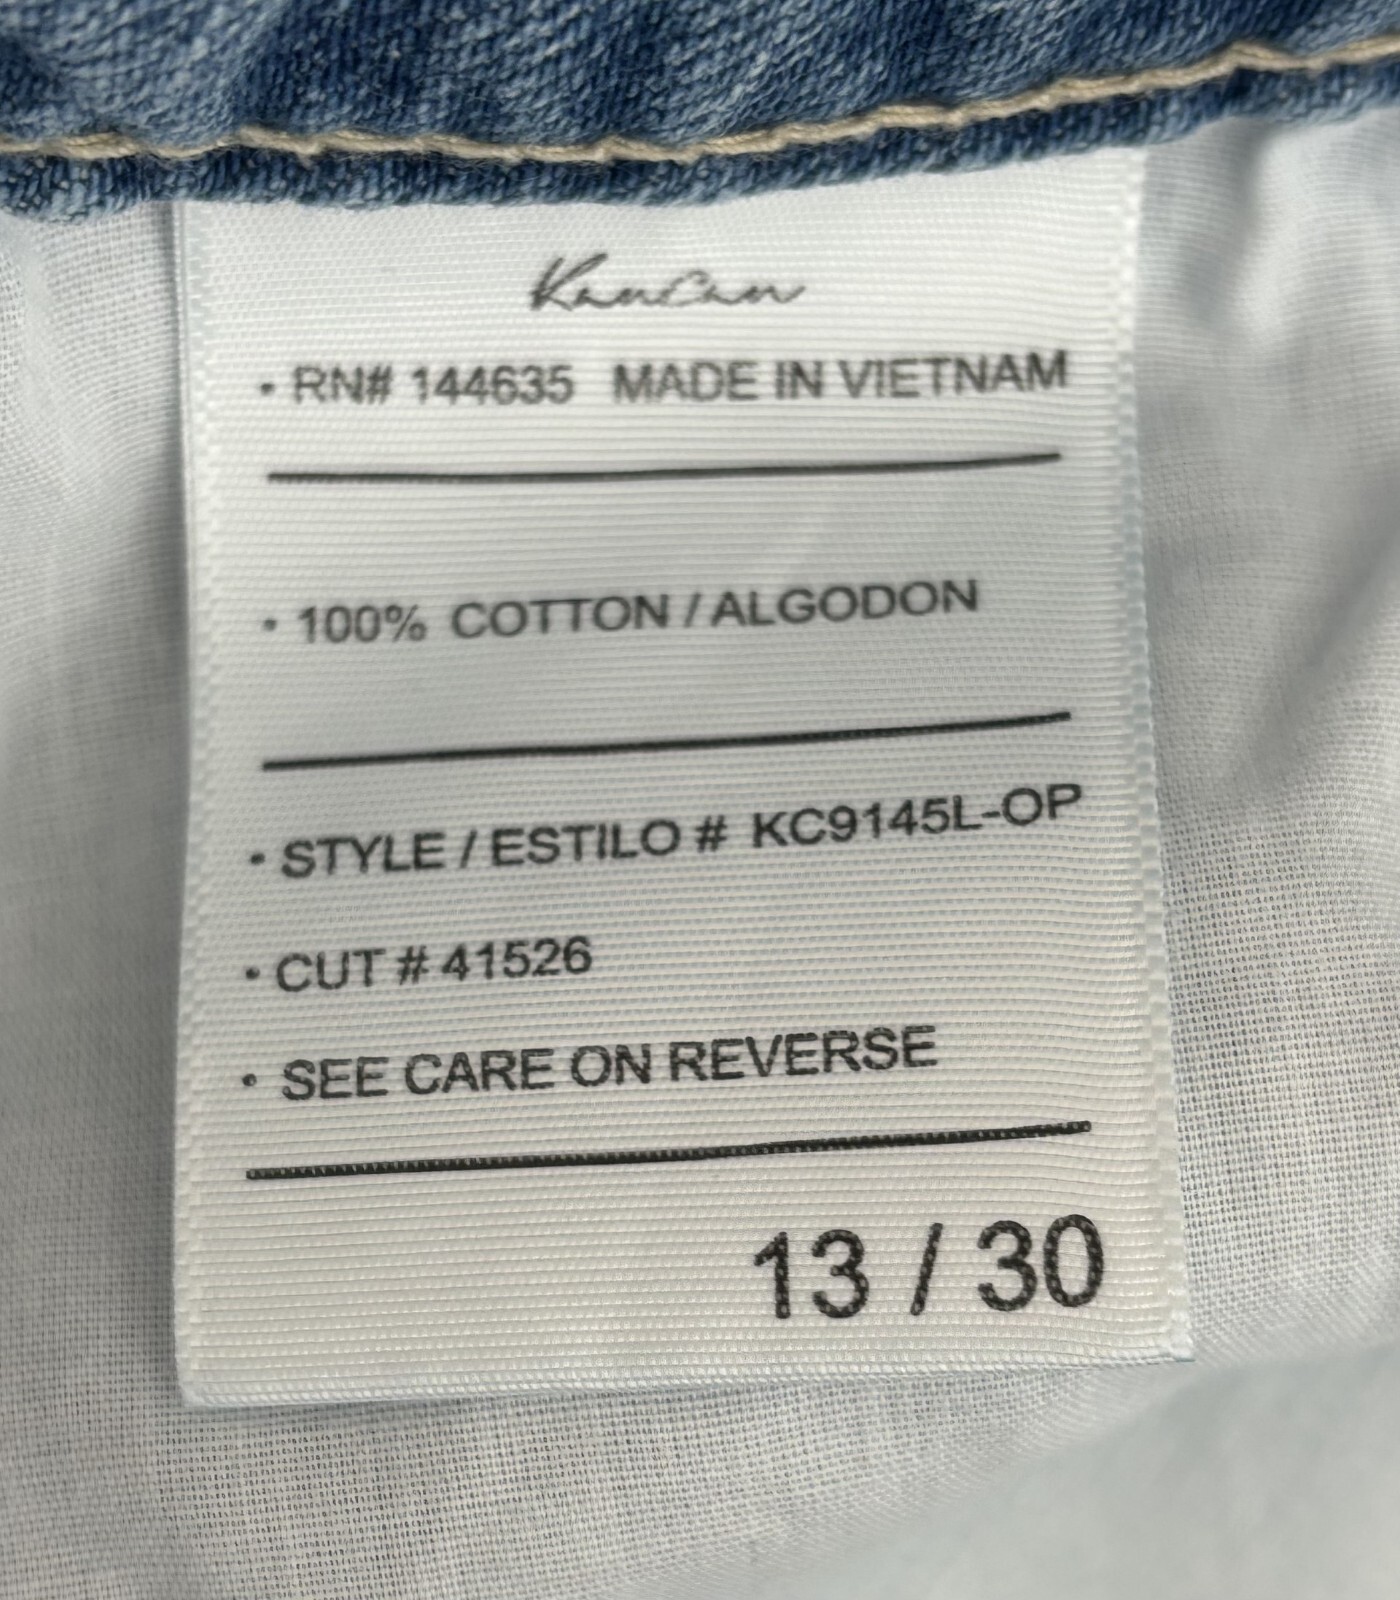 KanCan
• RN# 144635 MADE IN VIETNAM
• 100% COTTON / ALGODON
• STYLE / ESTILO # KC9145L-OP
• CUT # 41526
• SEE CARE ON REVERSE
13 / 30